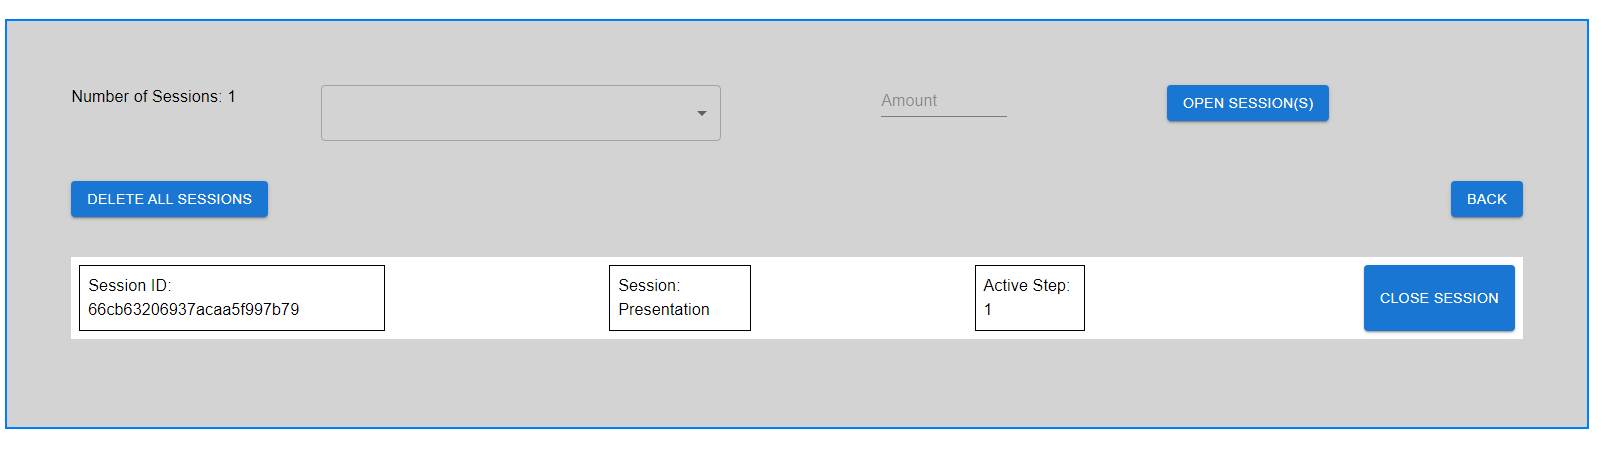 Number of Sessions: 1
Amount
OPEN SESSION(S)
DELETE ALL SESSIONS
BACK
Session ID:
66cb63206937acaa5f997b79
Session:
Presentation
Active Step:
1
CLOSE SESSION